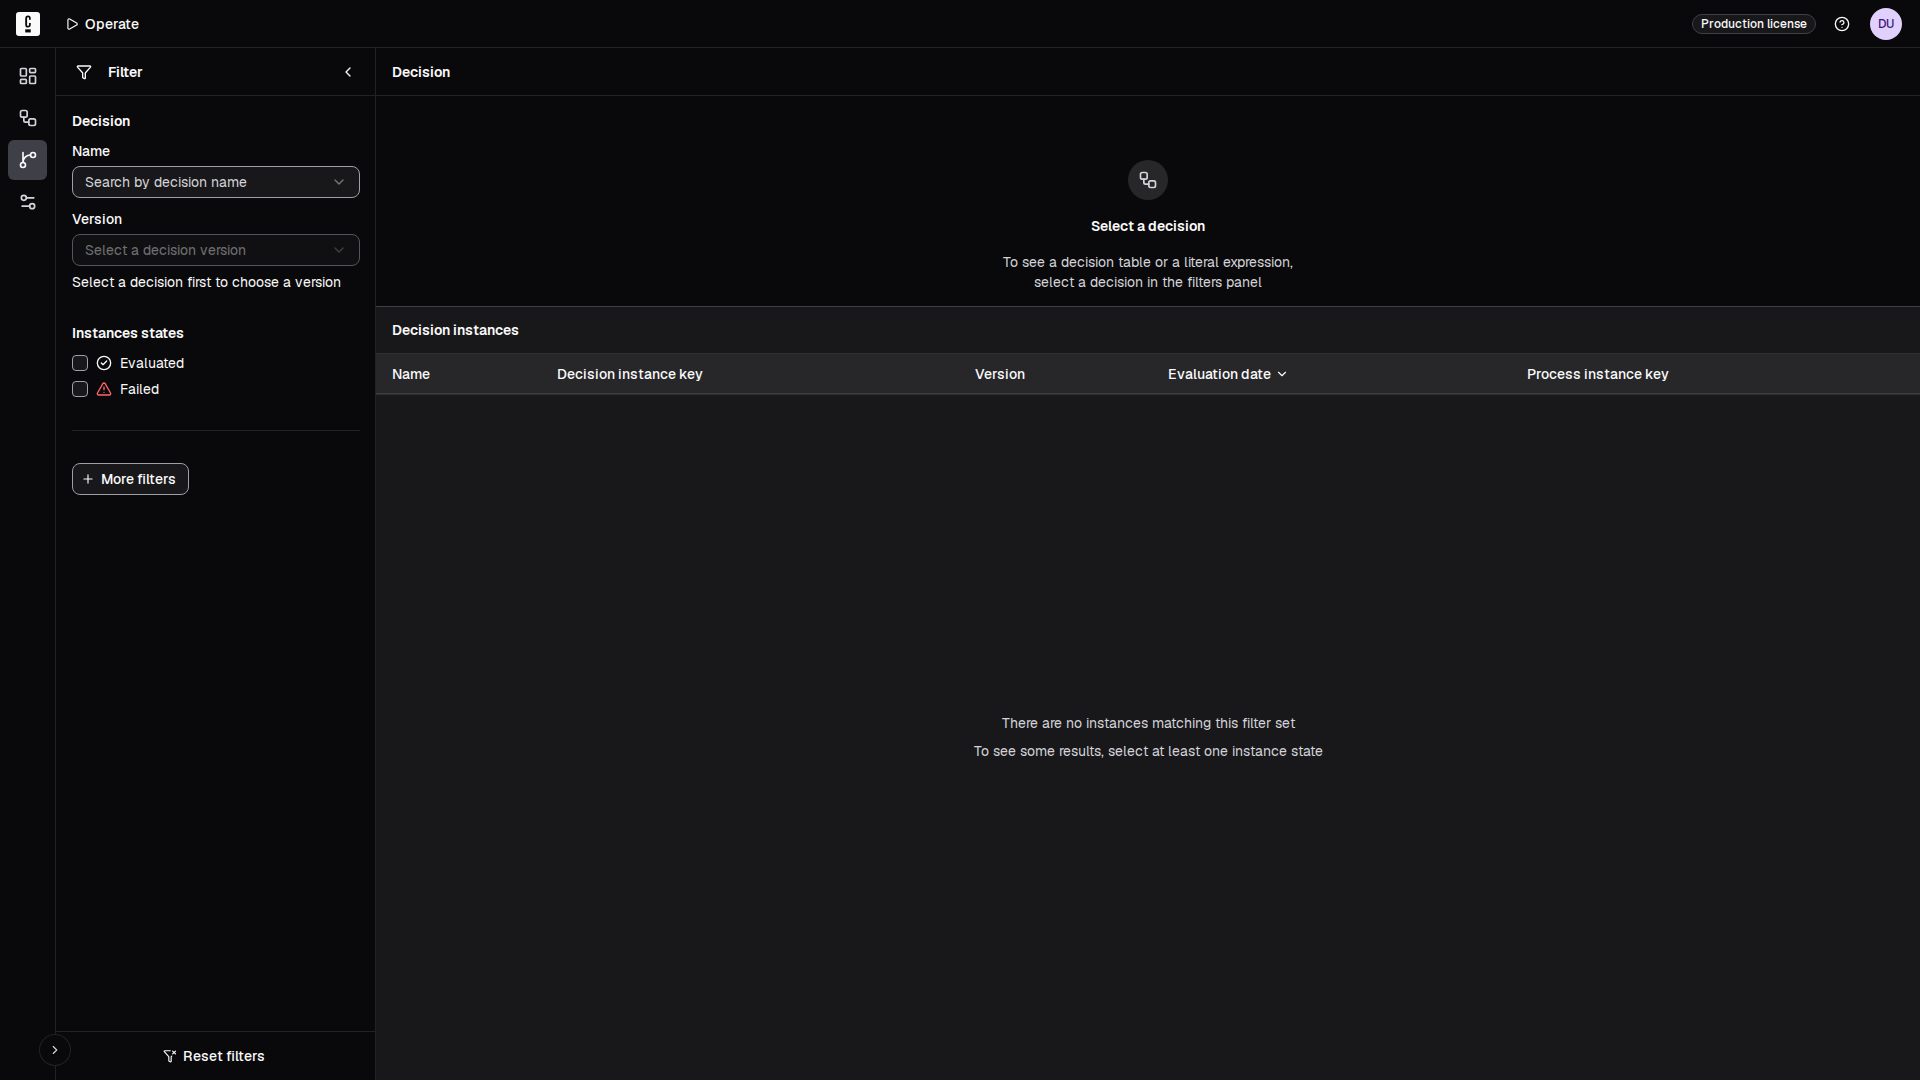 Operate
Production license
DU
Filter
Decision
Name
Search by decision name
Version
Select a decision version
Select a decision first to choose a version
Instances states
Evaluated
Failed
More filters
Reset filters
Decision
Select a decision
To see a decision table or a literal expression,
select a decision in the filters panel
Decision instances
Name Decision instance key Version Evaluation date Process instance key
There are no instances matching this filter set
To see some results, select at least one instance state